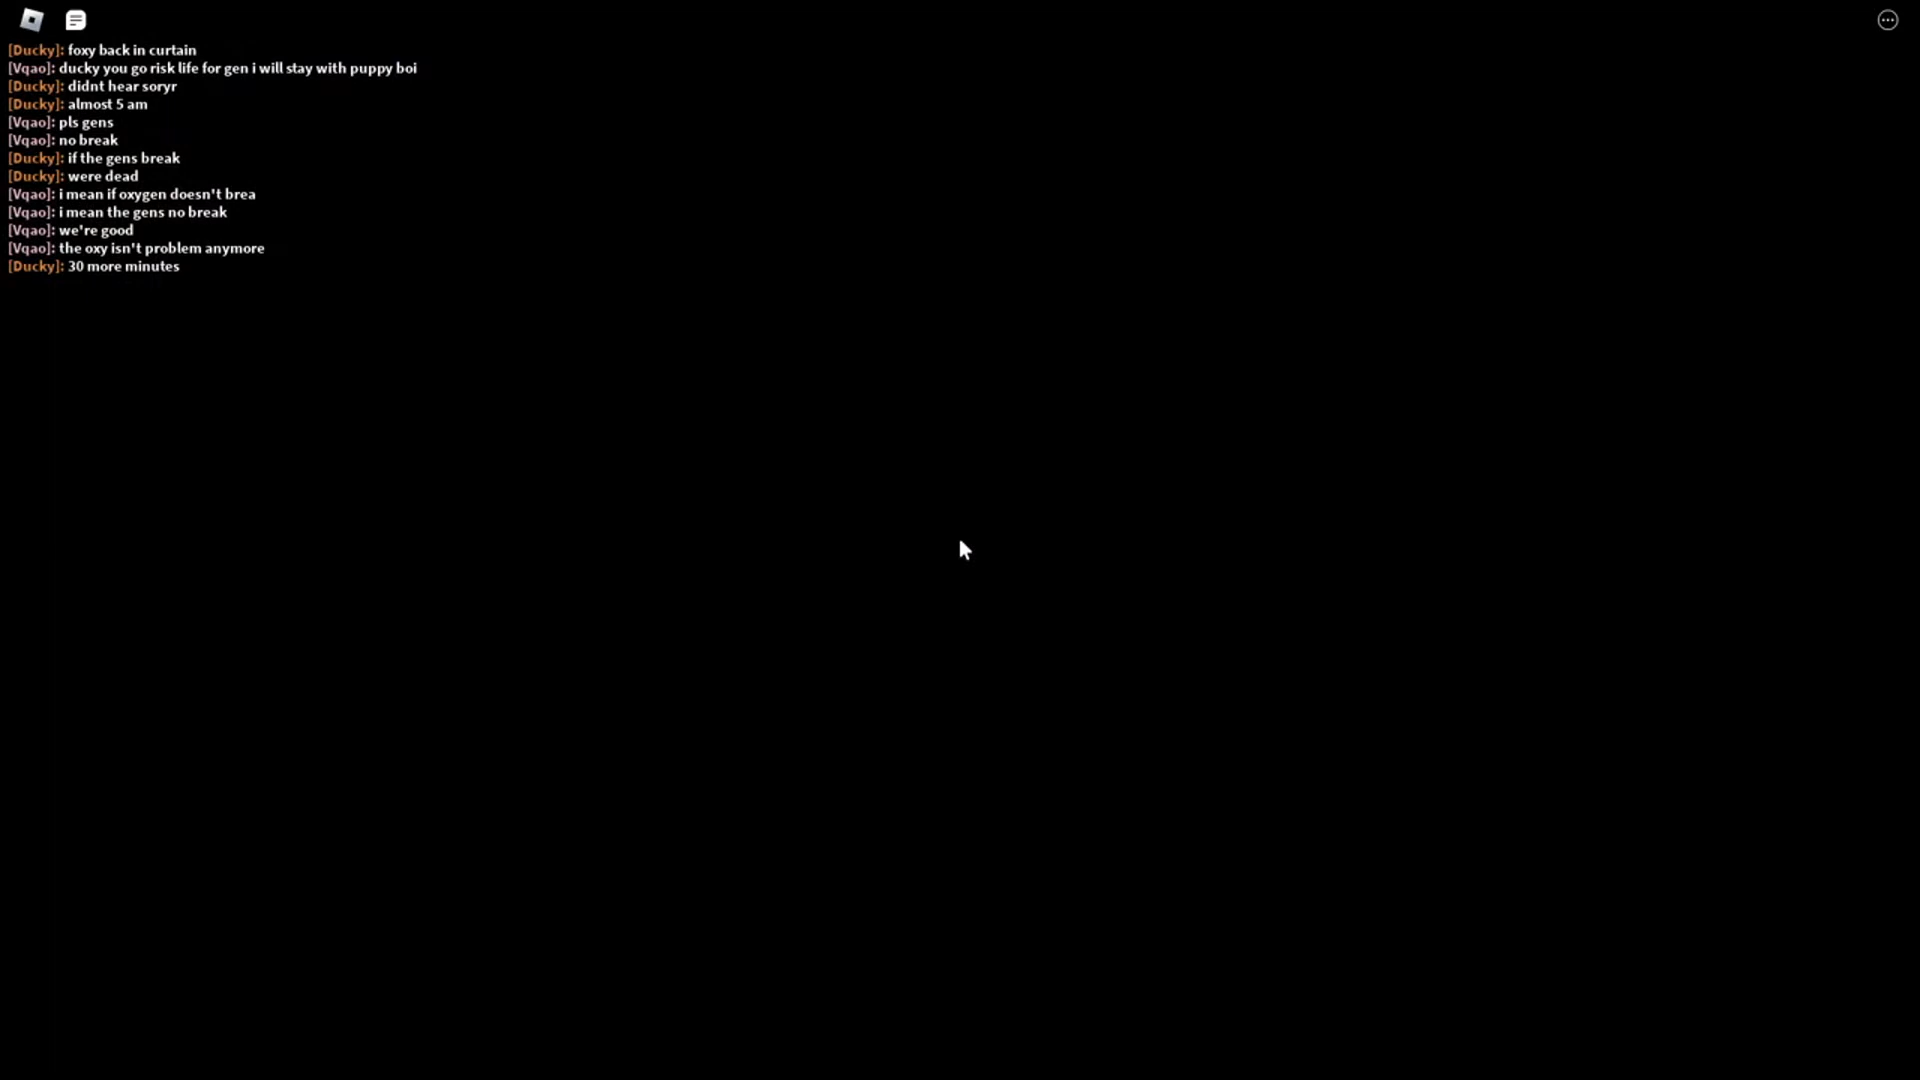 [Ducky]: foxy back in curtain
[Vqao]: ducky you go risk life for gen i will stay with puppy boi
[Ducky]: didnt hear soryr
[Ducky]: almost 5 am
[Vqao]: pls gens
[Vqao]: no break
[Ducky]: if the gens break
[Ducky]: were dead
[Vqao]: i mean if oxygen doesn't brea
[Vqao]: i mean the gens no break
[Vqao]: we're good
[Vqao]: the oxy isn't problem anymore
[Ducky]: 30 more minutes